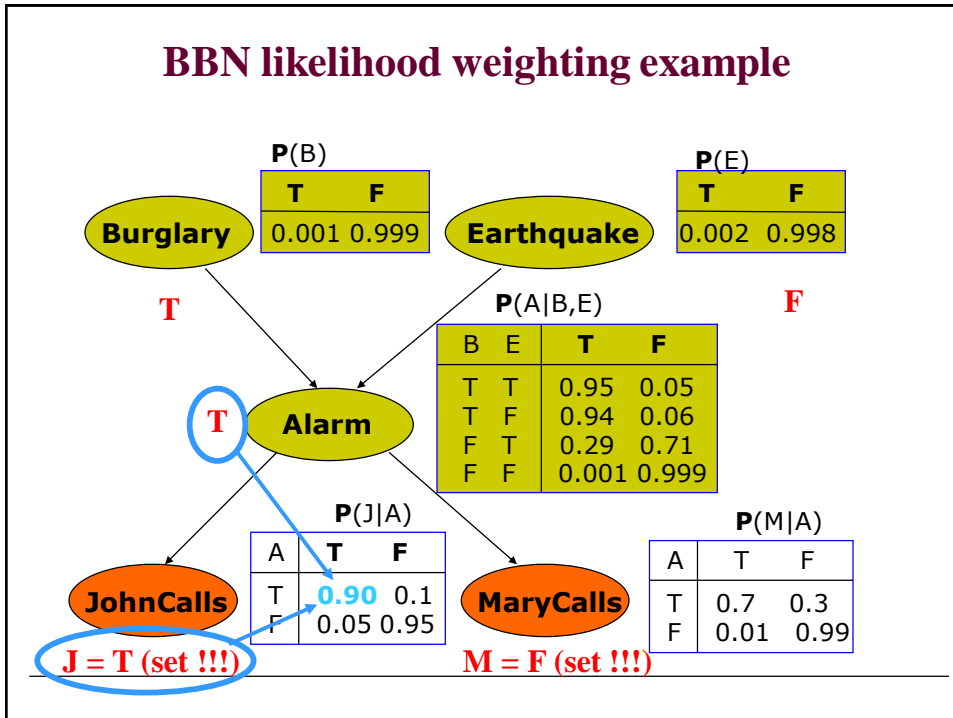 BBN likelihood weighting example
P(B)
T F
0.001 0.999
Burglary
P(E)
T F
0.002 0.998
Earthquake
T
F
P(A|B,E)
B E T F
T T 0.95 0.05
T F 0.94 0.06
F T 0.29 0.71
F F 0.001 0.999
T
Alarm
P(J|A)
A T F
T 0.90 0.1
F 0.05 0.95
JohnCalls
J = T (set !!!)
P(M|A)
A T F
T 0.7 0.3
F 0.01 0.99
MaryCalls
M = F (set !!!)